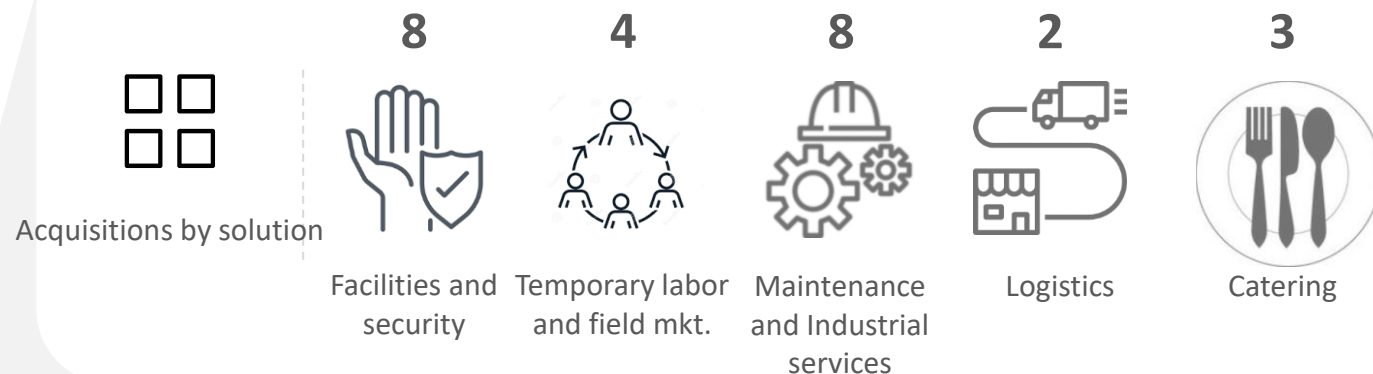 8 4 8 2 3
Acquisitions by solution
Facilities and
security
Temporary labor
and field mkt.
Maintenance
and Industrial
services
Logistics
Catering